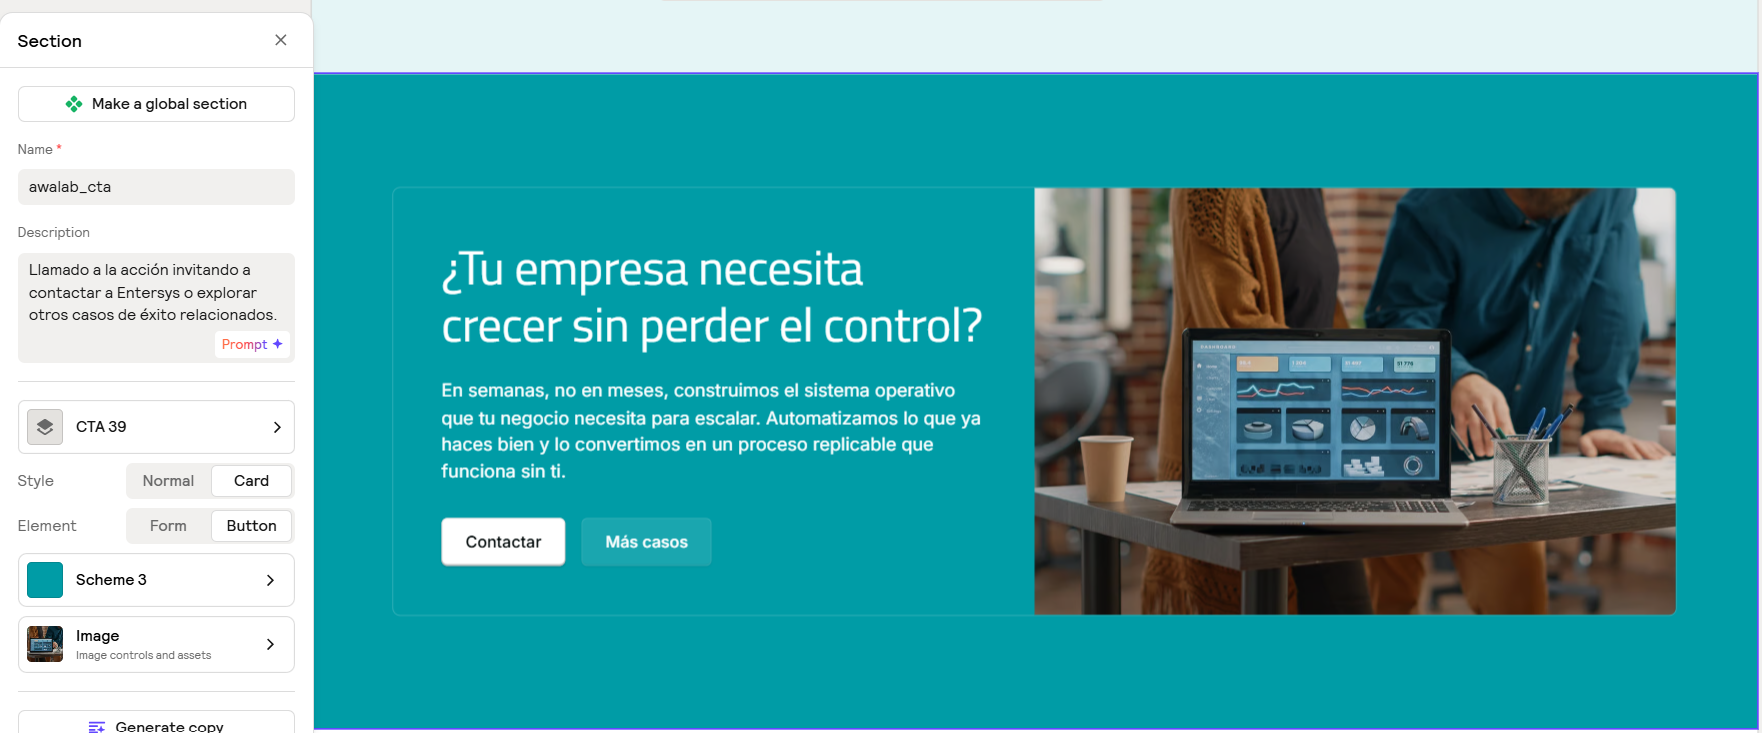 Section
Make a global section
Name *
awalab_cta
Description
Llamado a la acción invitando a
contactar a Entersys o explorar
otros casos de éxito relacionados.
Prompt
CTA 39
Style
Normal
Card
Element
Form
Button
Scheme 3
Image
Image controls and assets
Generate copy
¿Tu empresa necesita
crecer sin perder el control?
En semanas, no en meses, construimos el sistema operativo
que tu negocio necesita para escalar. Automatizamos lo que ya
haces bien y lo convertimos en un proceso replicable que
funciona sin ti.
Contactar
Más casos
DASHBOARD